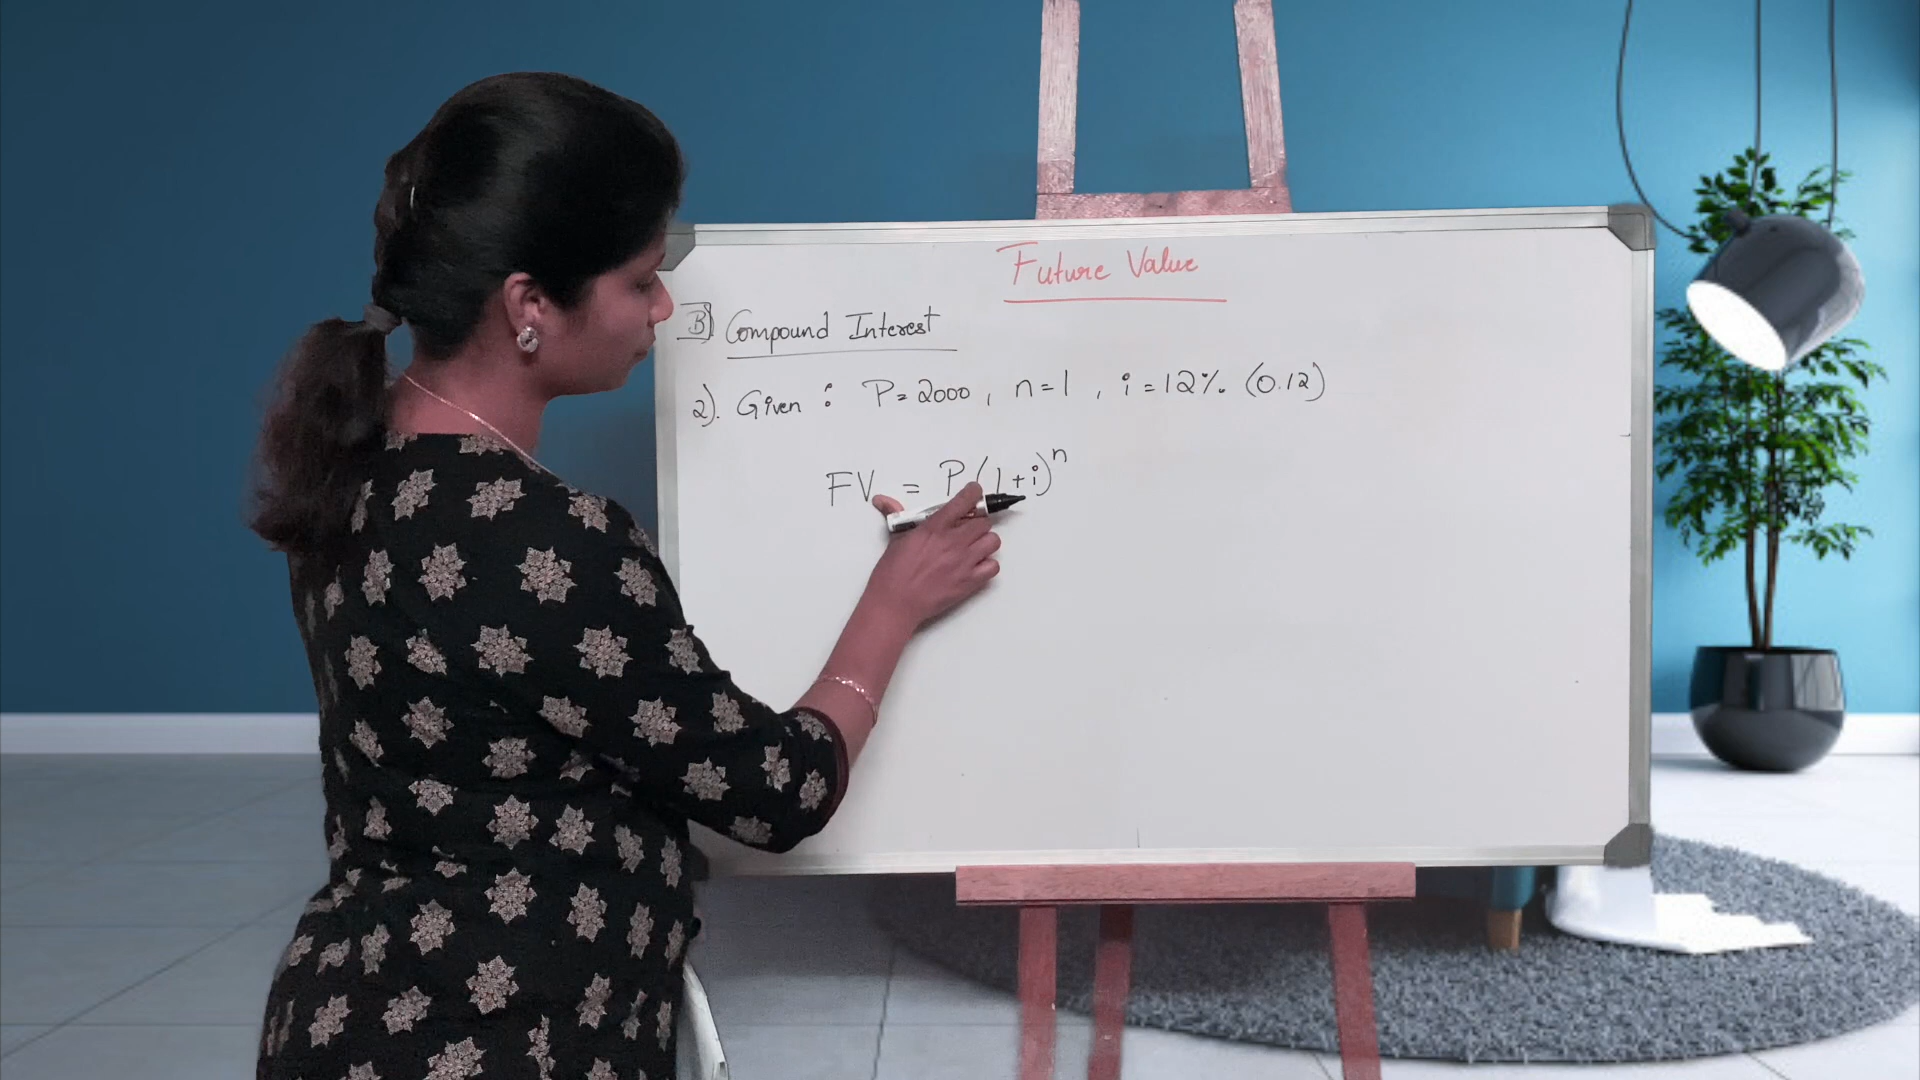 Future Value
B) Compound Interest
2). Given : P = 2000, n = 1, i = 12% (0.12)
FV = P(1+i)^n